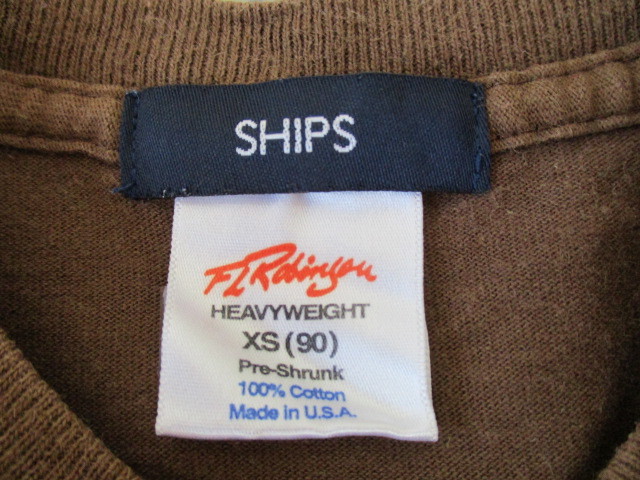 SHIPS
FL Robinson
HEAVYWEIGHT
XS (90)
Pre-Shrunk
100% Cotton
Made in U.S.A.